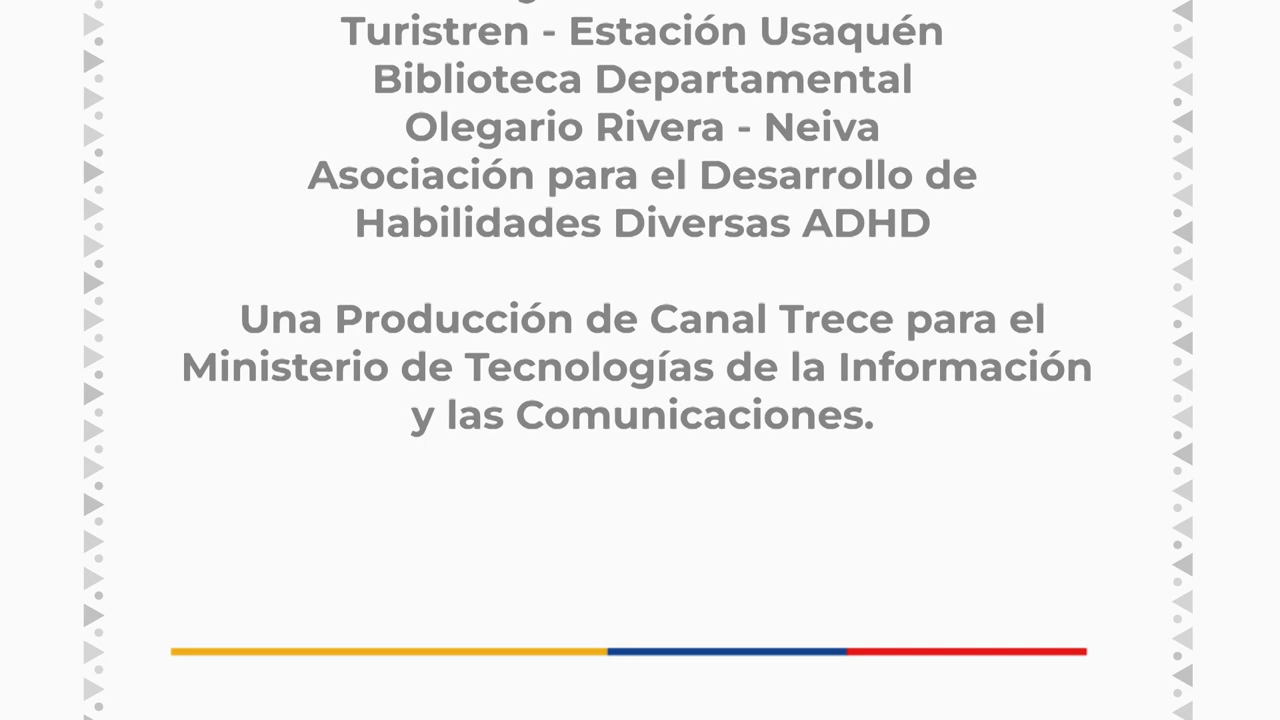 Turistren - Estación Usaquén
Biblioteca Departamental
Olegario Rivera - Neiva
Asociación para el Desarrollo de
Habilidades Diversas ADHD
Una Producción de Canal Trece para el
Ministerio de Tecnologías de la Información
y las Comunicaciones.